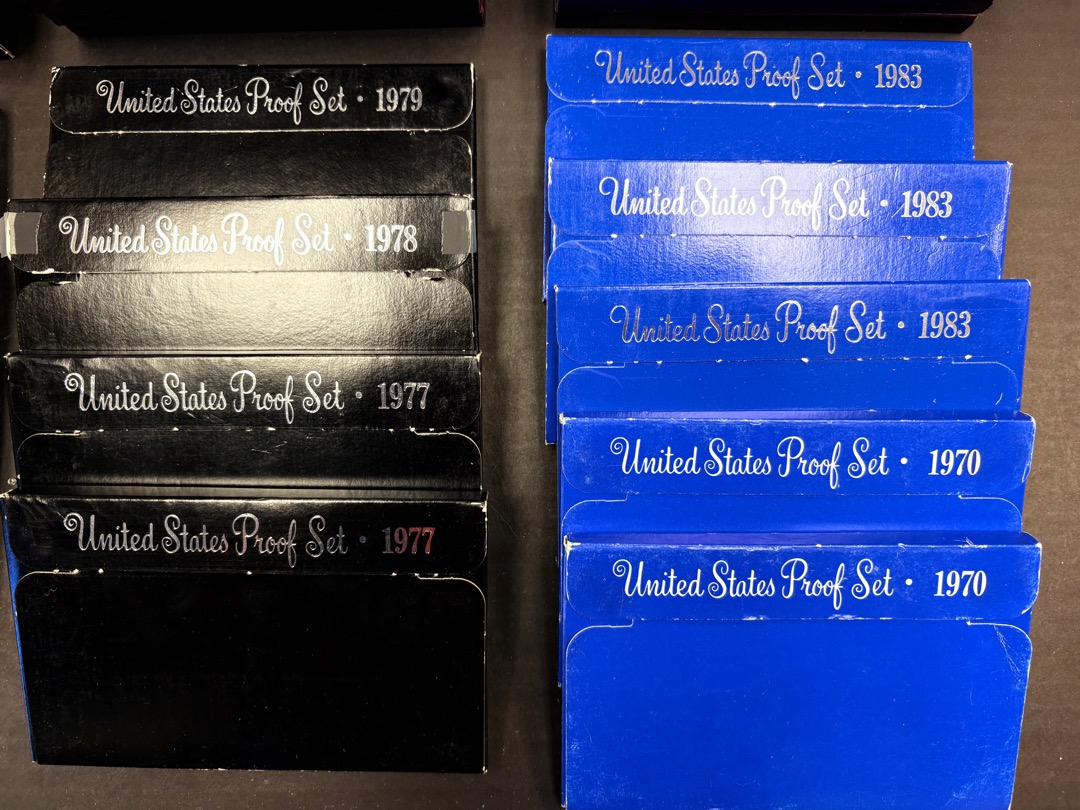 United States Proof Set • 1979
United States Proof Set • 1978
United States Proof Set • 1977
United States Proof Set • 1977
United States Proof Set • 1983
United States Proof Set • 1983
United States Proof Set • 1983
United States Proof Set • 1970
United States Proof Set • 1970